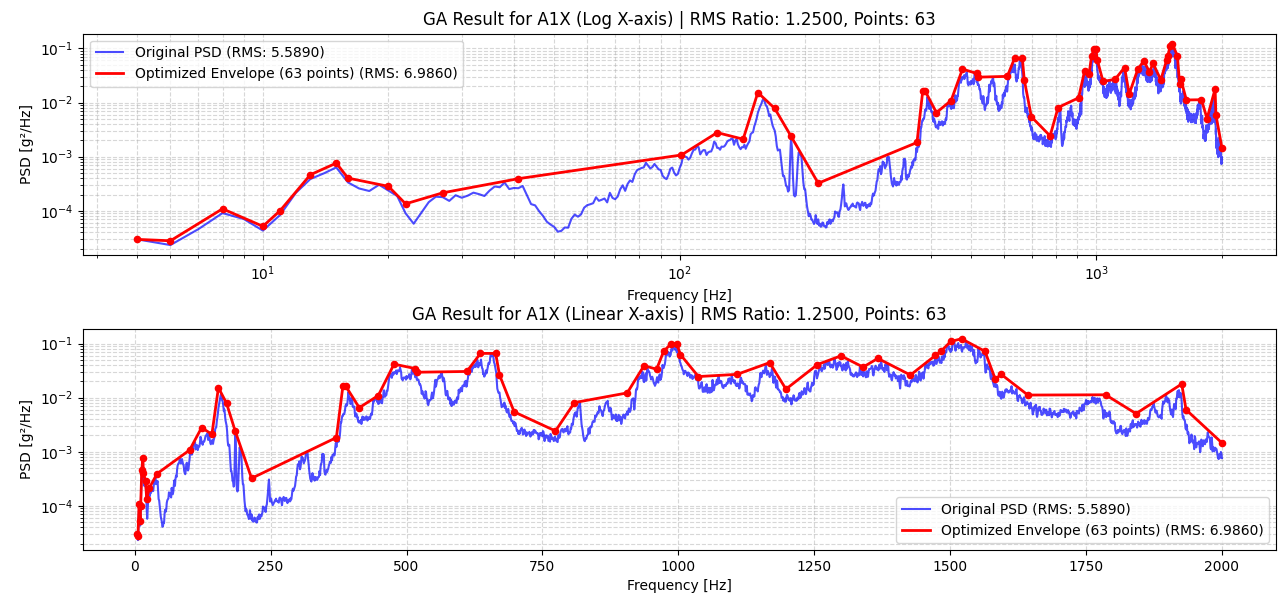 GA Result for A1X (Log X-axis) | RMS Ratio: 1.2500, Points: 63
Original PSD (RMS: 5.5890)
Optimized Envelope (63 points) (RMS: 6.9860)
PSD [g²/Hz]
10⁻¹
10⁻²
10⁻³
10⁻⁴
10¹ 10² 10³
Frequency [Hz]
GA Result for A1X (Linear X-axis) | RMS Ratio: 1.2500, Points: 63
PSD [g²/Hz]
10⁻¹
10⁻²
10⁻³
10⁻⁴
Original PSD (RMS: 5.5890)
Optimized Envelope (63 points) (RMS: 6.9860)
0 250 500 750 1000 1250 1500 1750 2000
Frequency [Hz]